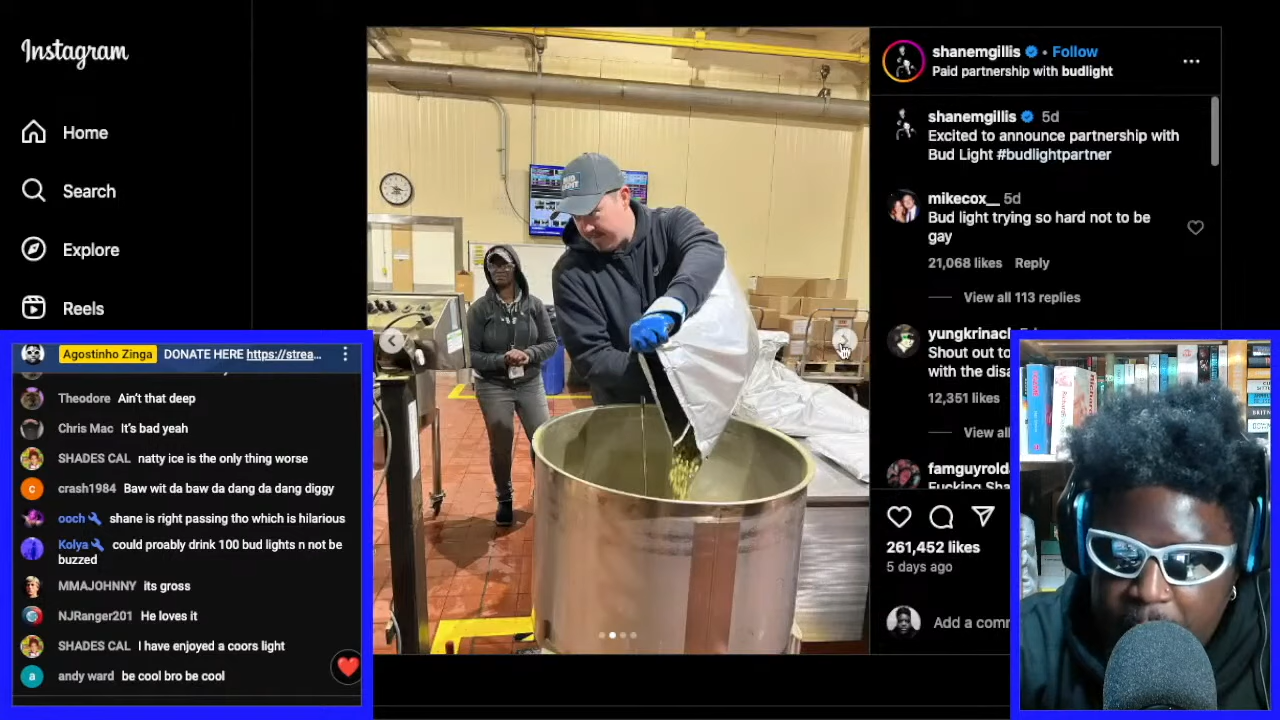 Instagram
Home
Search
Explore
Reels
shanemgillis • Follow
Paid partnership with budlight
shanemgillis 5d
Excited to announce partnership with
Bud Light #budlightpartner
mikecox__ 5d
Bud light trying so hard not to be
gay
21,068 likes Reply
View all 113 replies
yungkrinac
Shout out to
with the disa
12,351 likes
View all
famguyrold
Fucking Sha
261,452 likes
5 days ago
Add a comm
BUD
LIGHT
Agostinho Zinga DONATE HERE https://strea...
Theodore Ain't that deep
Chris Mac It's bad yeah
SHADES CAL natty ice is the only thing worse
c crash1984 Baw wit da baw da dang da dang diggy
ooch shane is right passing tho which is hilarious
Kolya could proably drink 100 bud lights n not be
buzzed
MMAJOHNNY its gross
NJRanger201 He loves it
SHADES CAL I have enjoyed a coors light
a andy ward be cool bro be cool